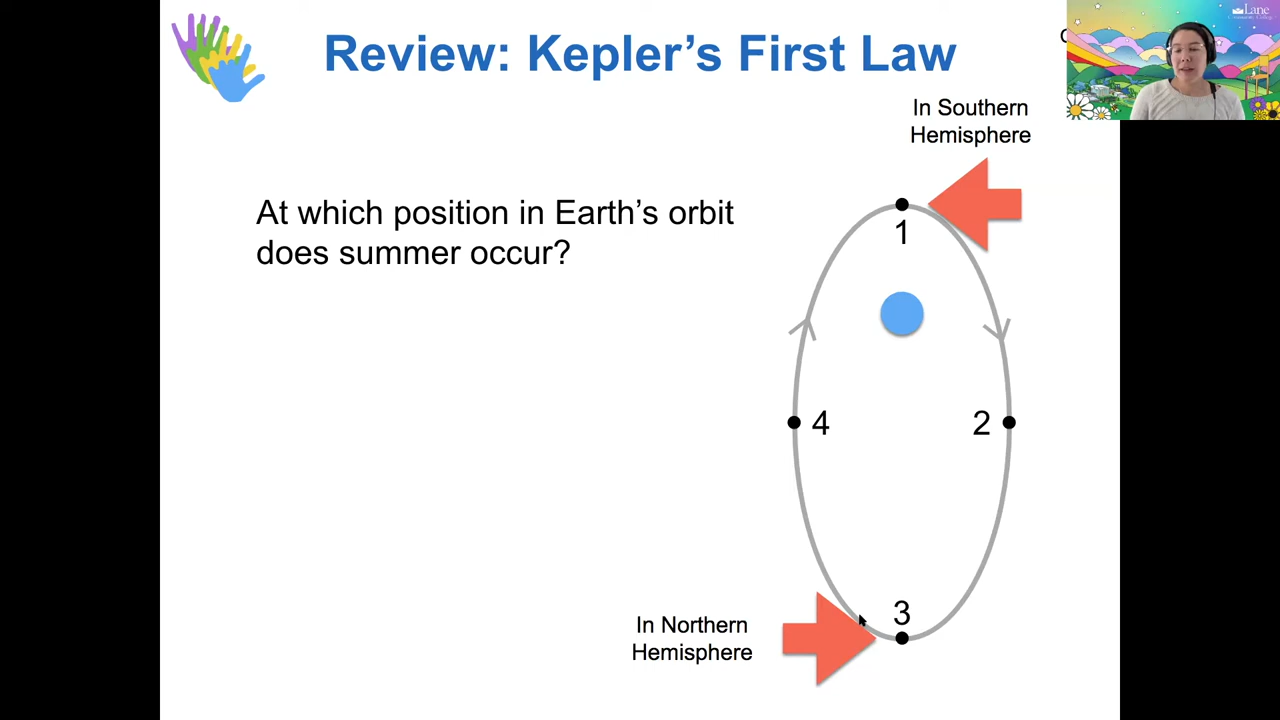 Review: Kepler's First Law
Lane
In Southern
Hemisphere
At which position in Earth's orbit
does summer occur?
1
4
2
3
In Northern
Hemisphere